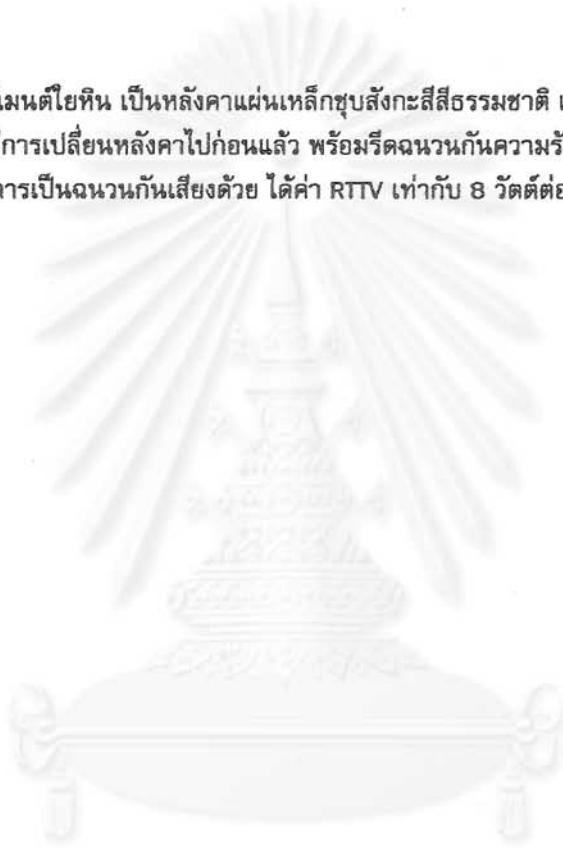 เมนต์ใยหิน เป็นหลังคาแผ่นเหล็กชุบสังกะสีสีธรรมชาติ
การเปลี่ยนหลังคาไปก่อนแล้ว พร้อมรีดฉนวนกันความร้
การเป็นฉนวนกันเสียงด้วย ได้ค่า RTTV เท่ากับ 8 วัตต์ต่อ